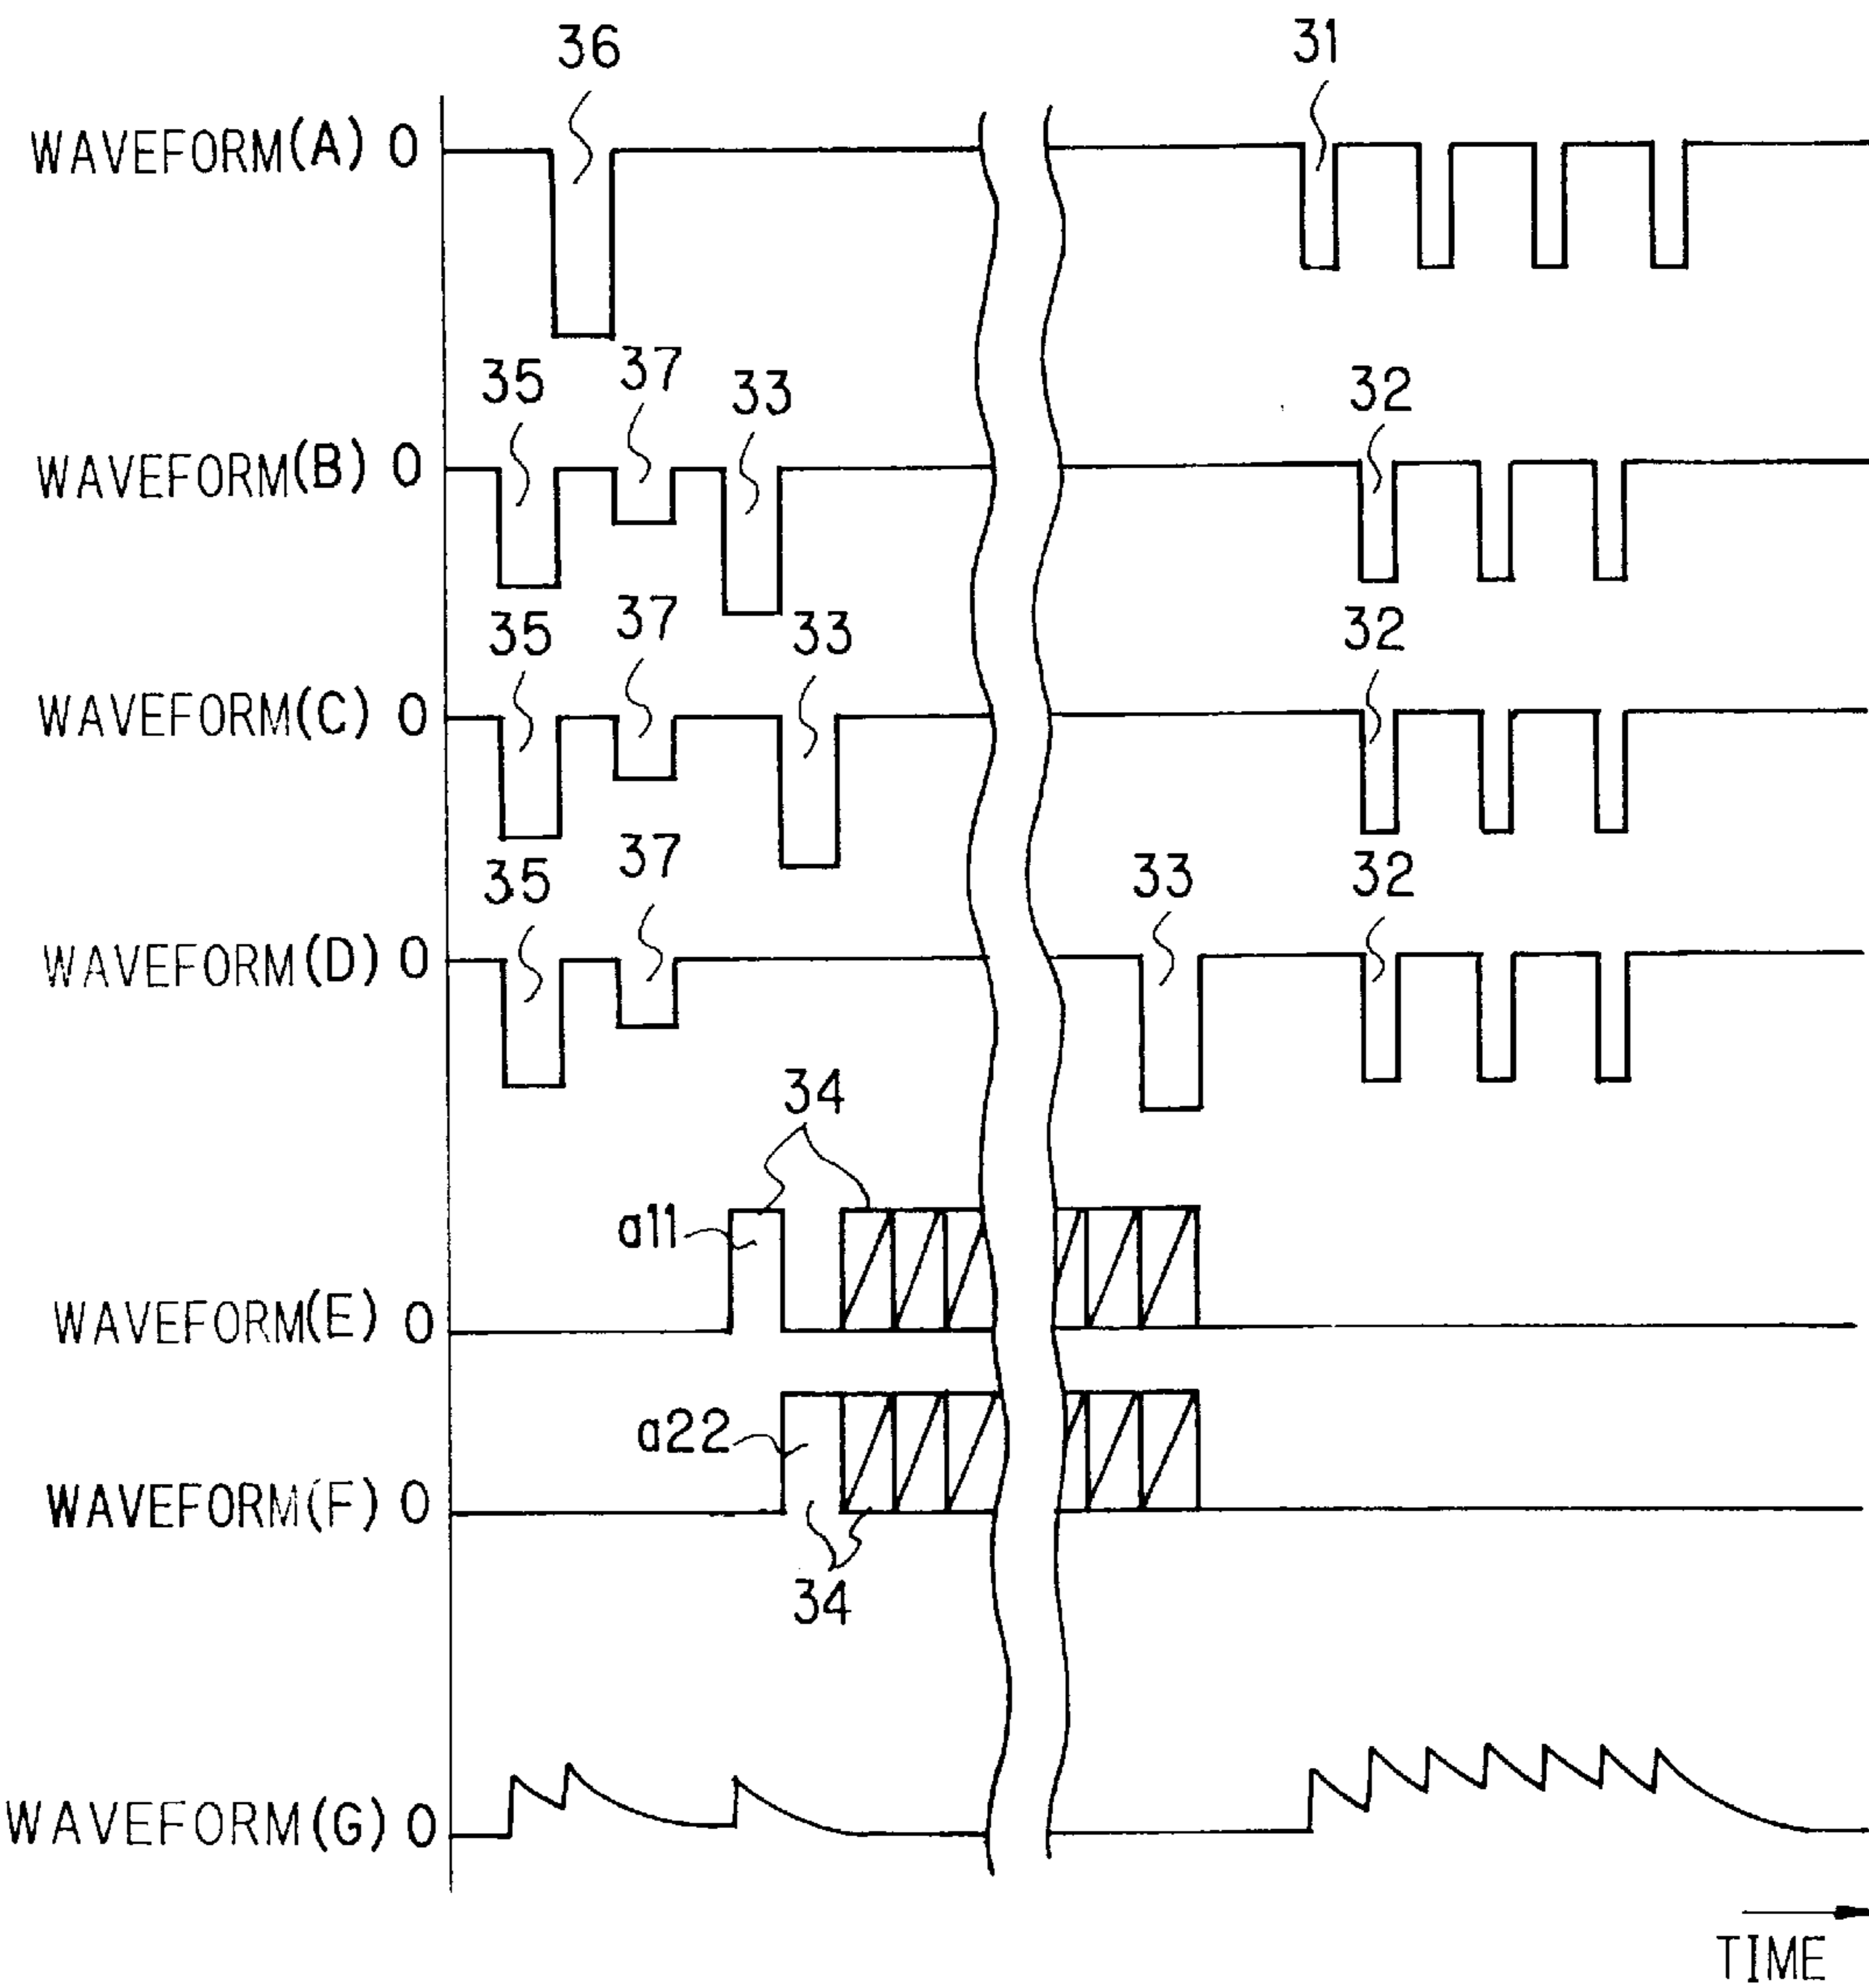 36
31
WAVEFORM(A) 0
35
37
33
32
WAVEFORM(B) 0
35
37
33
32
WAVEFORM(C) 0
35
37
33
32
WAVEFORM(D) 0
34
a11
WAVEFORM(E) 0
a22
WAVEFORM(F) 0
34
WAVEFORM(G) 0
TIME